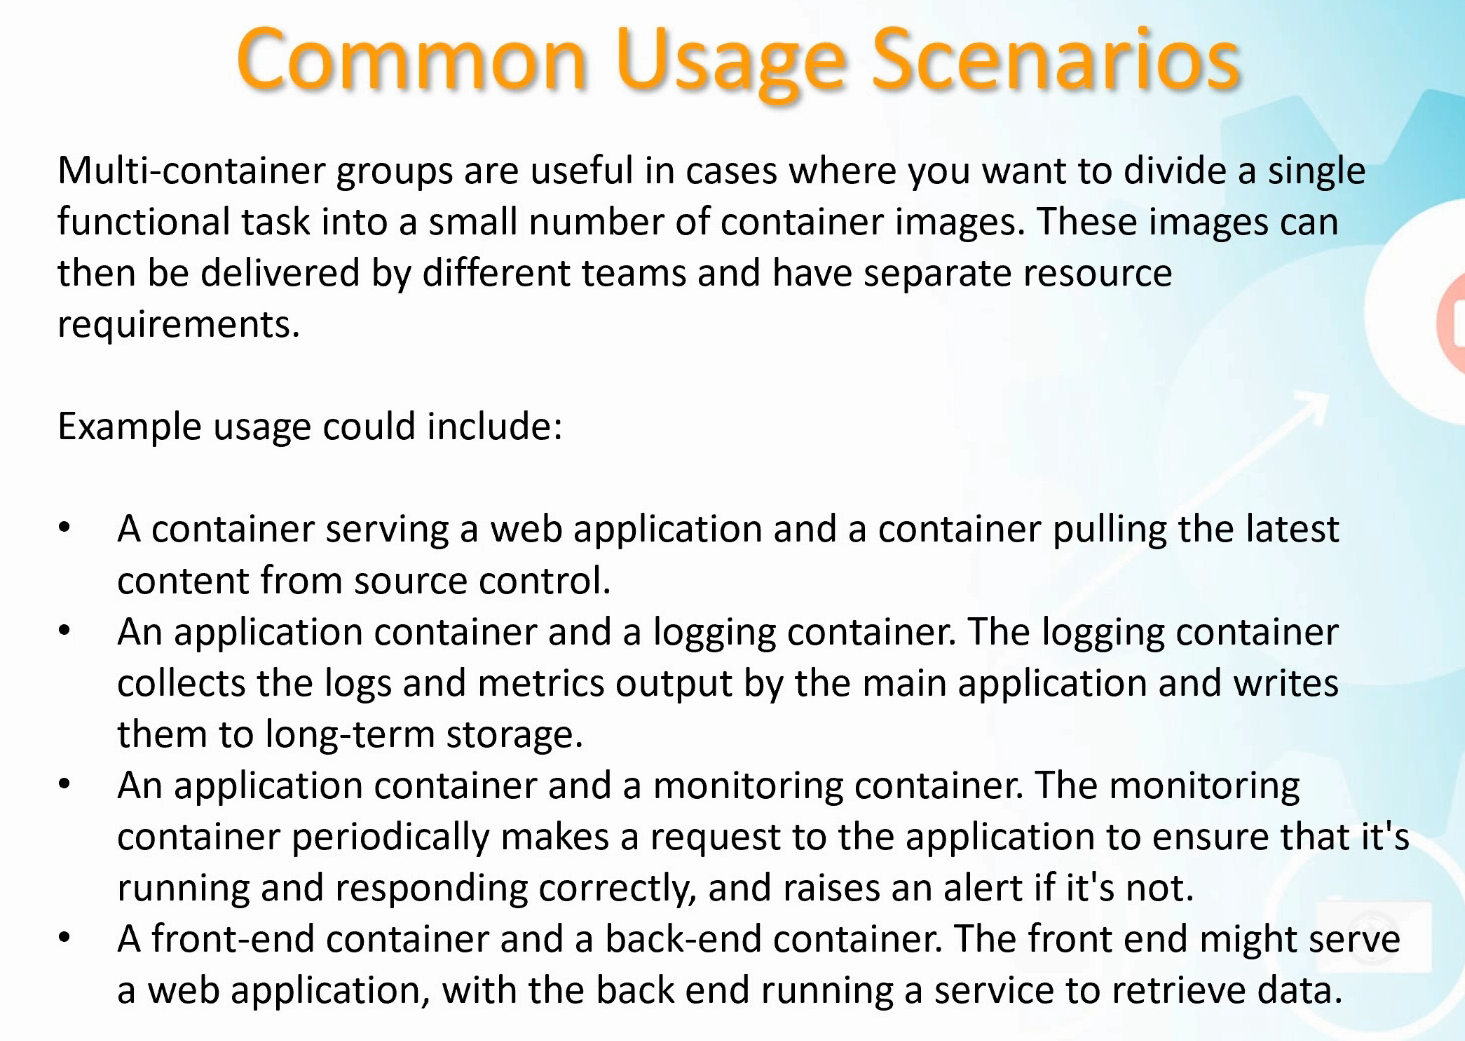 Common Usage Scenarios
Multi-container groups are useful in cases where you want to divide a single
functional task into a small number of container images. These images can
then be delivered by different teams and have separate resource
requirements.
Example usage could include:
• A container serving a web application and a container pulling the latest
content from source control.
• An application container and a logging container. The logging container
collects the logs and metrics output by the main application and writes
them to long-term storage.
• An application container and a monitoring container. The monitoring
container periodically makes a request to the application to ensure that it's
running and responding correctly, and raises an alert if it's not.
• A front-end container and a back-end container. The front end might serve
a web application, with the back end running a service to retrieve data.